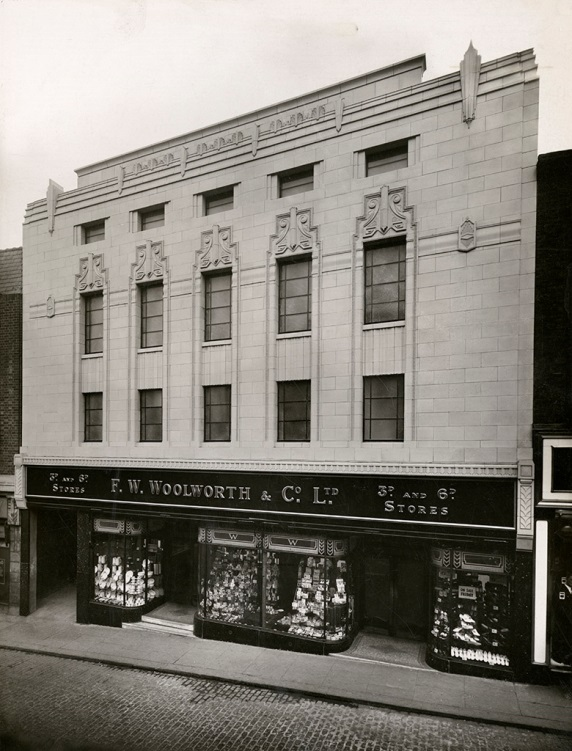 3D. AND 6D.
STORES
F. W. WOOLWORTH & CO. LTD
3D. AND 6D.
STORES
W
W